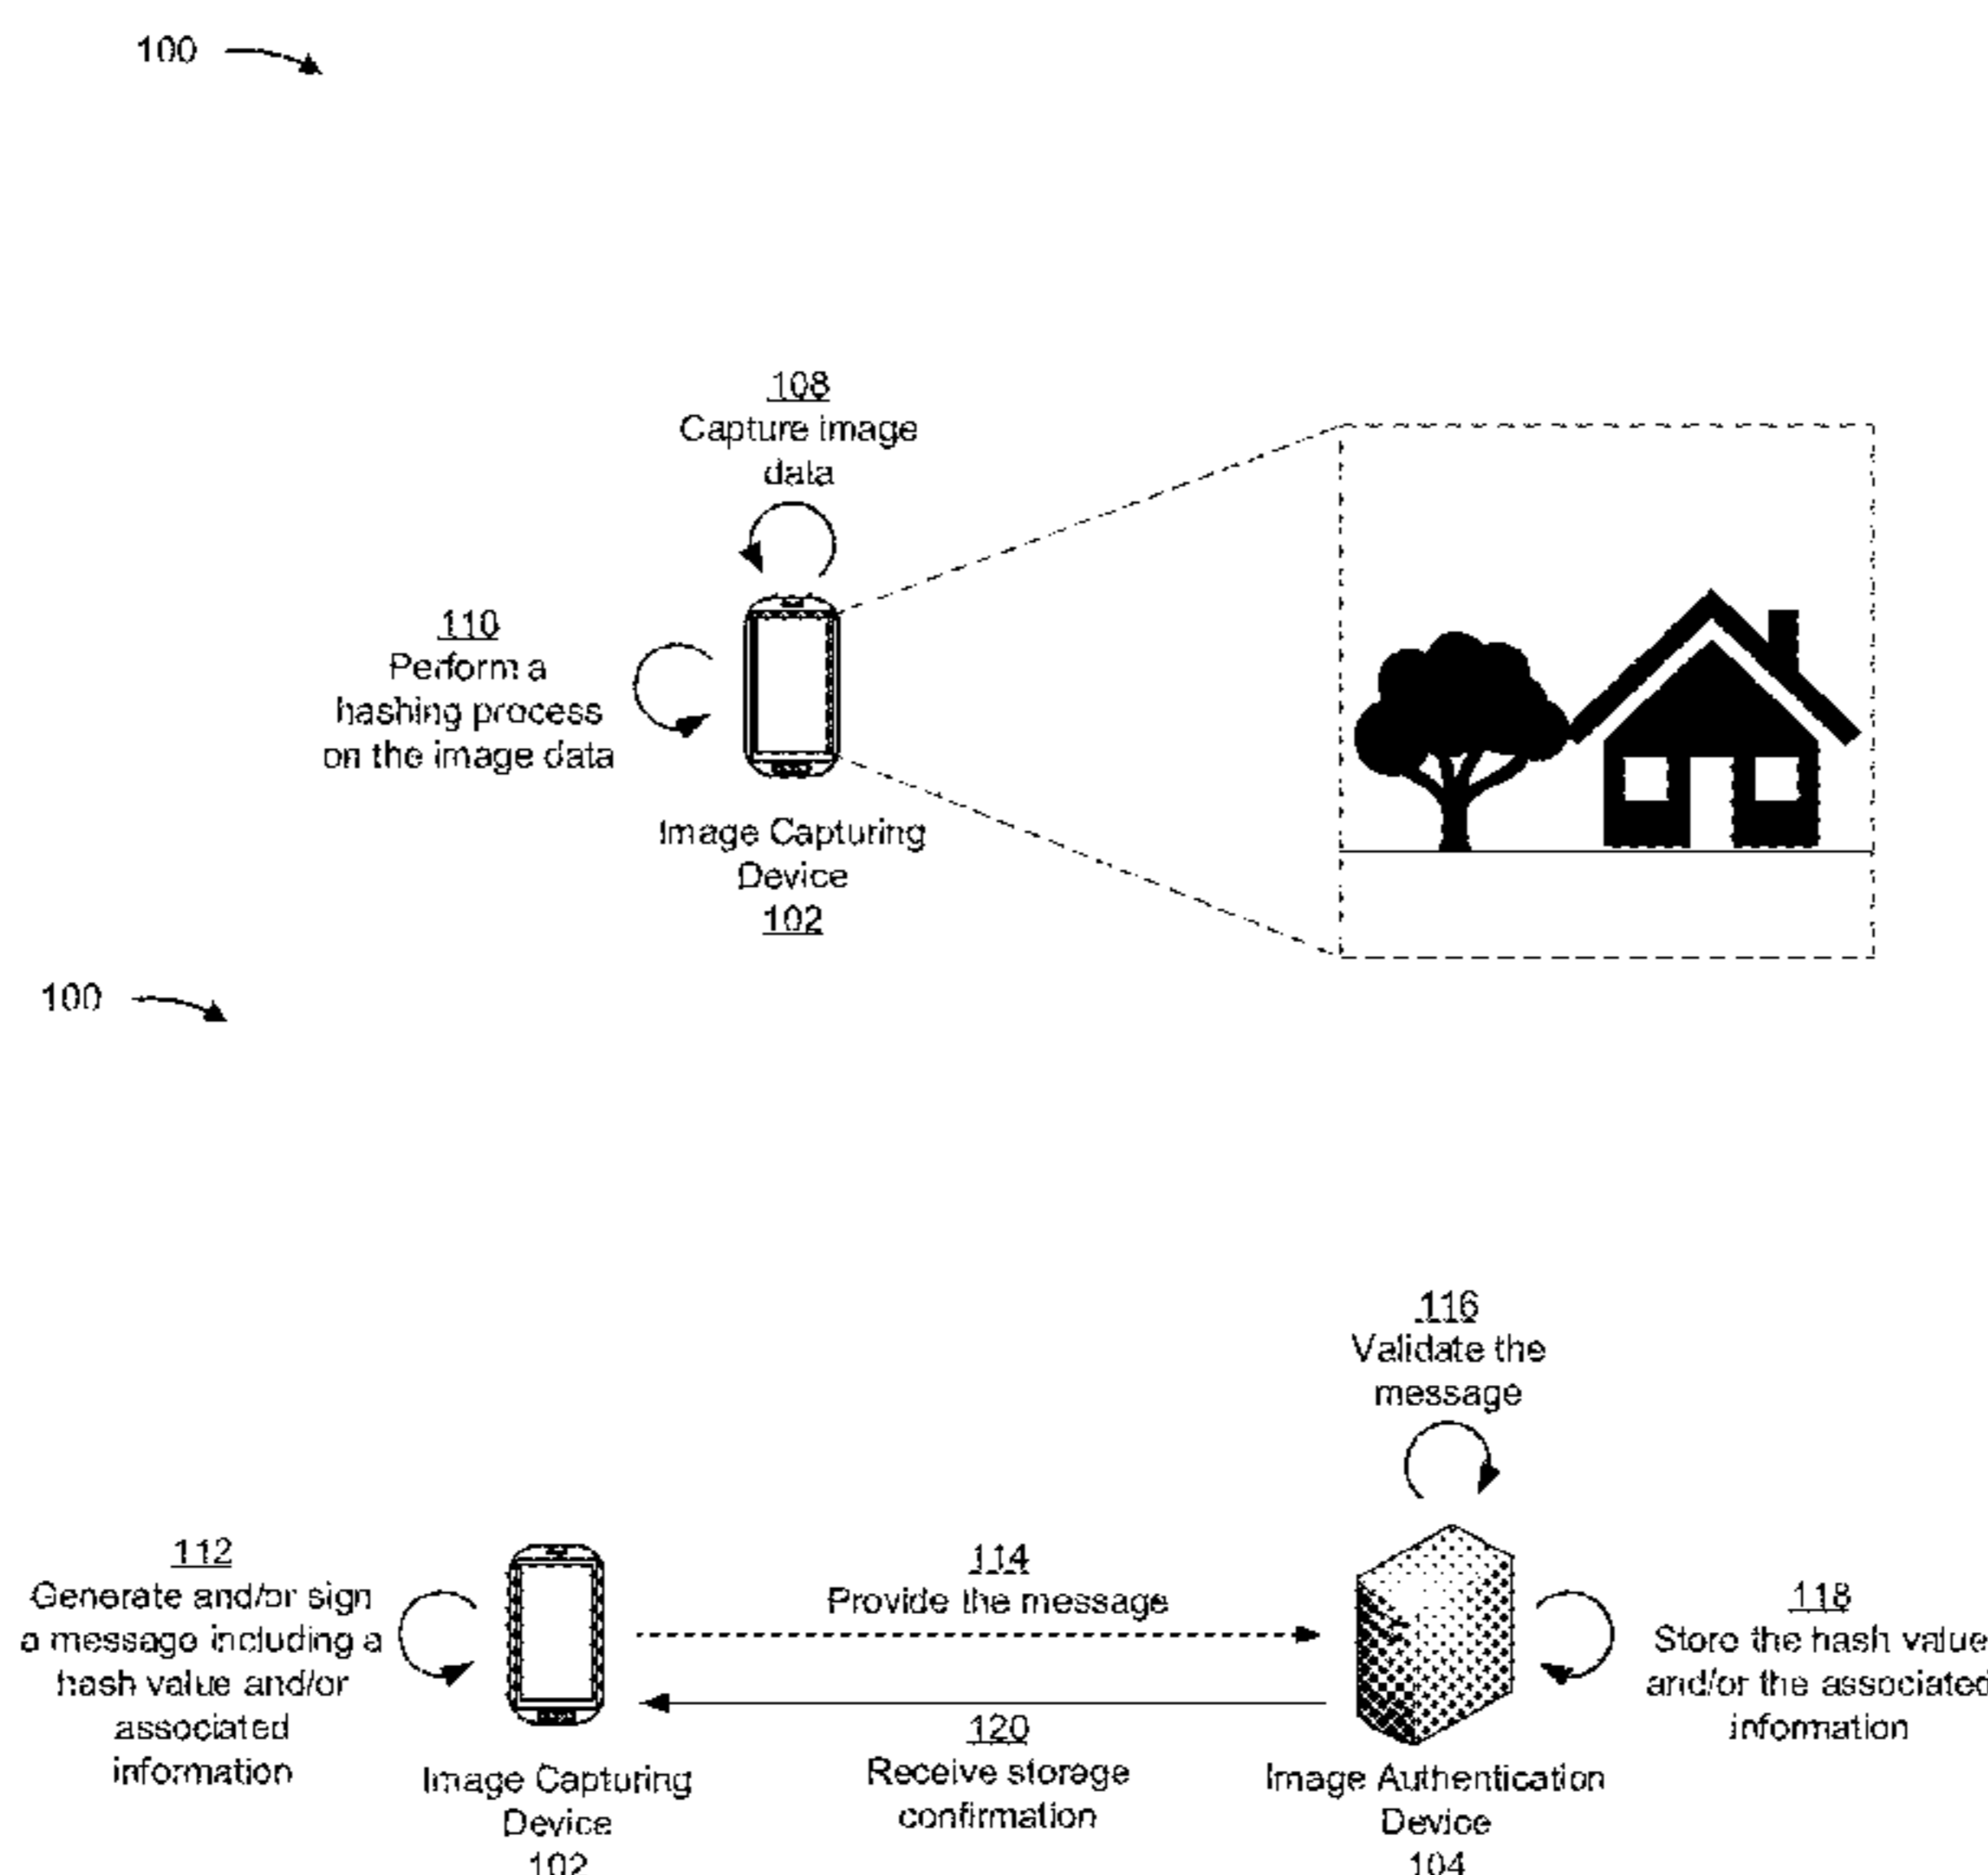 100
108
Capture image
data
110
Perform a
hashing process
on the image data
Image Capturing
Device
102
100
116
Validate the
message
112
Generate and/or sign
a message including a
hash value and/or
associated
information
114
Provide the message
118
Store the hash value
and/or the associated
information
120
Receive storage
confirmation
Image Capturing
Device
102
Image Authentication
Device
104